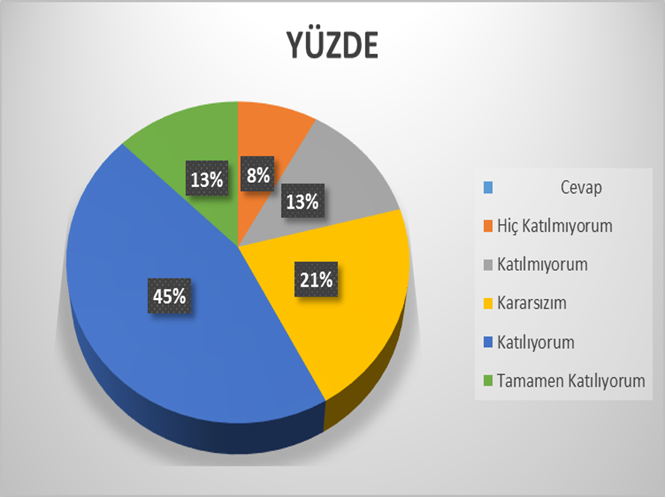 YÜZDE
13%
8%
13%
21%
45%
Cevap
Hiç Katılmıyorum
Katılmıyorum
Kararsızım
Katılıyorum
Tamamen Katılıyorum